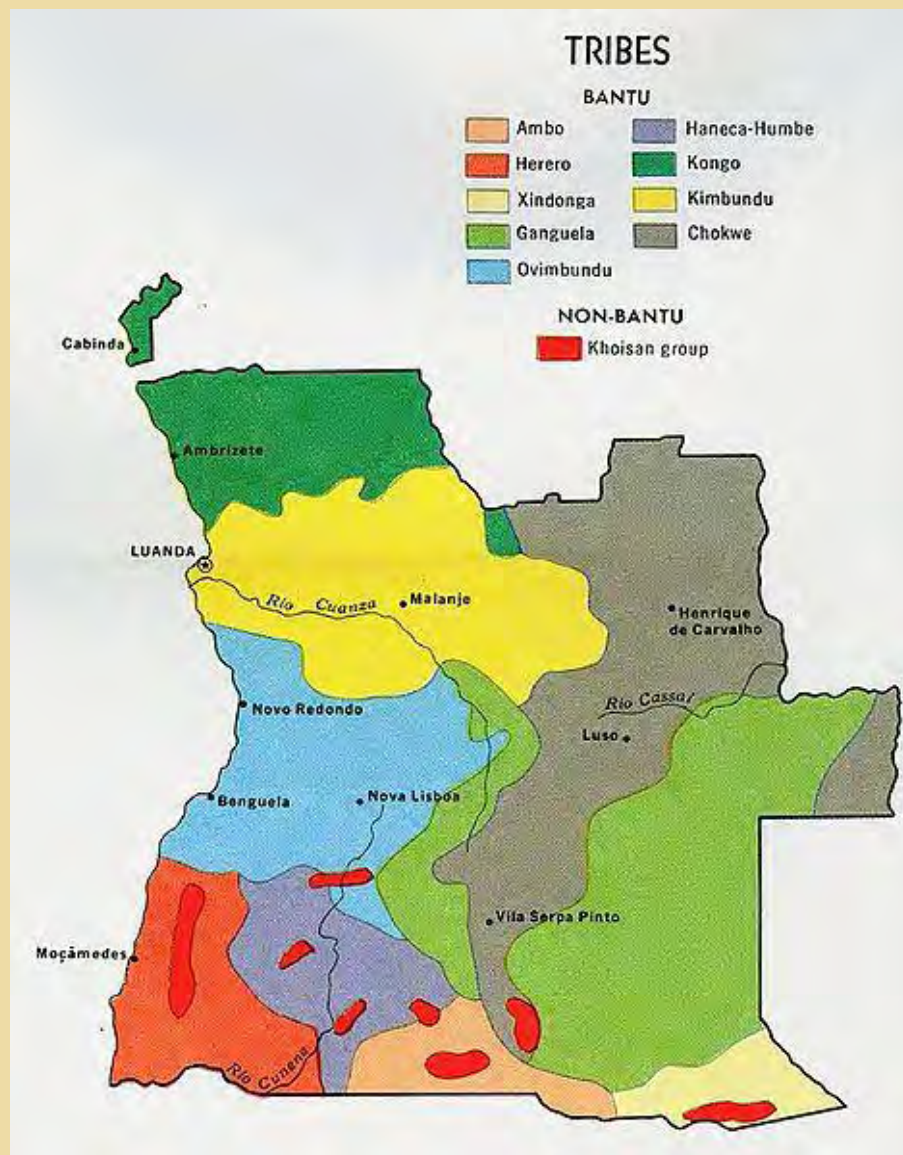 TRIBES
BANTU
Ambo
Herero
Xindonga
Ganguela
Ovimbundu
Haneca-Humbe
Kongo
Kimbundu
Chokwe
NON-BANTU
Khoisan group
Cabinda
Ambrizete
LUANDA
Rio Cuanza
Malanje
Henrique
de Carvalho
Novo Redondo
Rio Cassai
Luso
Benguela
Nova Lisboa
Vila Serpa Pinto
Moçâmedes
Rio Cunene